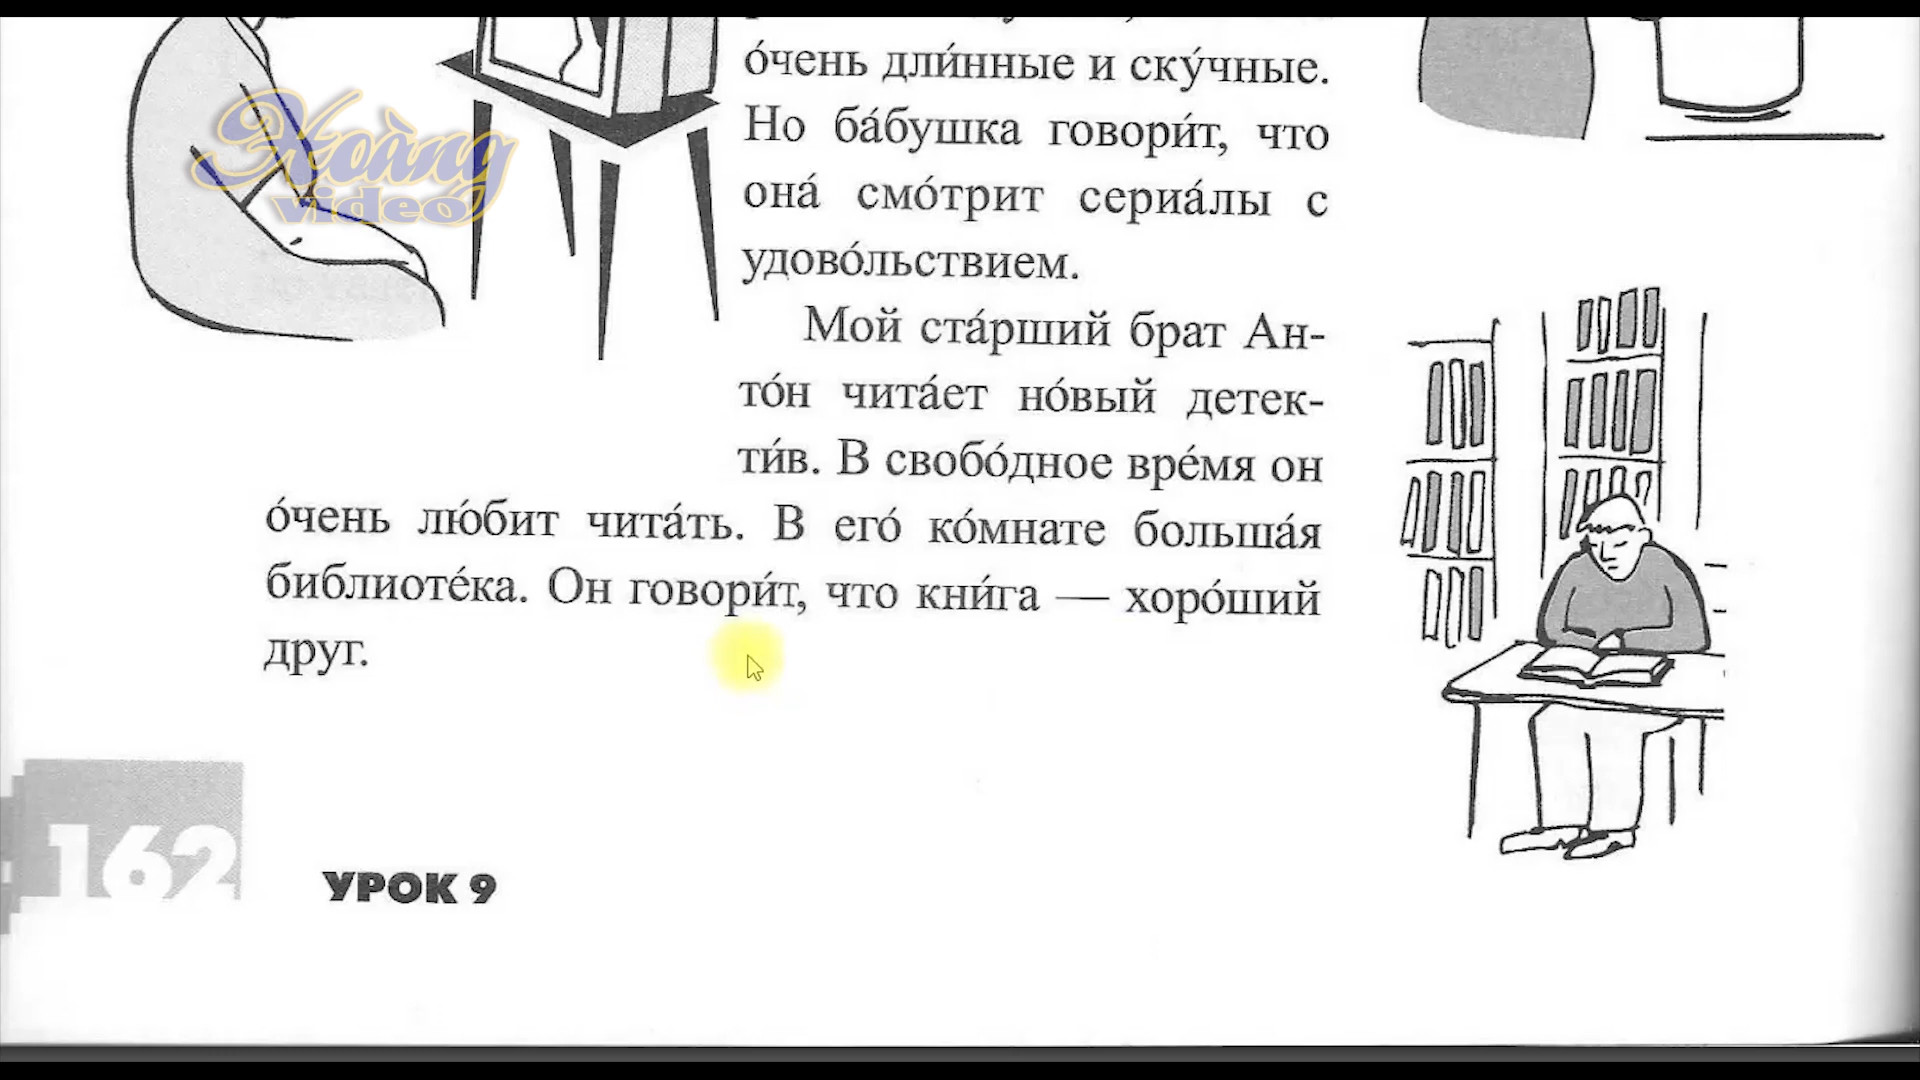 о́чень дли́нные и ску́чные.
Но ба́бушка говори́т, что
она́ смо́трит сериа́лы с
удово́льствием.
Мой ста́рший брат Ан-
то́н чита́ет но́вый детек-
ти́в. В свобо́дное вре́мя он
о́чень лю́бит чита́ть. В его́ ко́мнате больша́я
библиоте́ка. Он говори́т, что кни́га — хоро́ший
друг.
162
УРОК 9
Hoàng
video